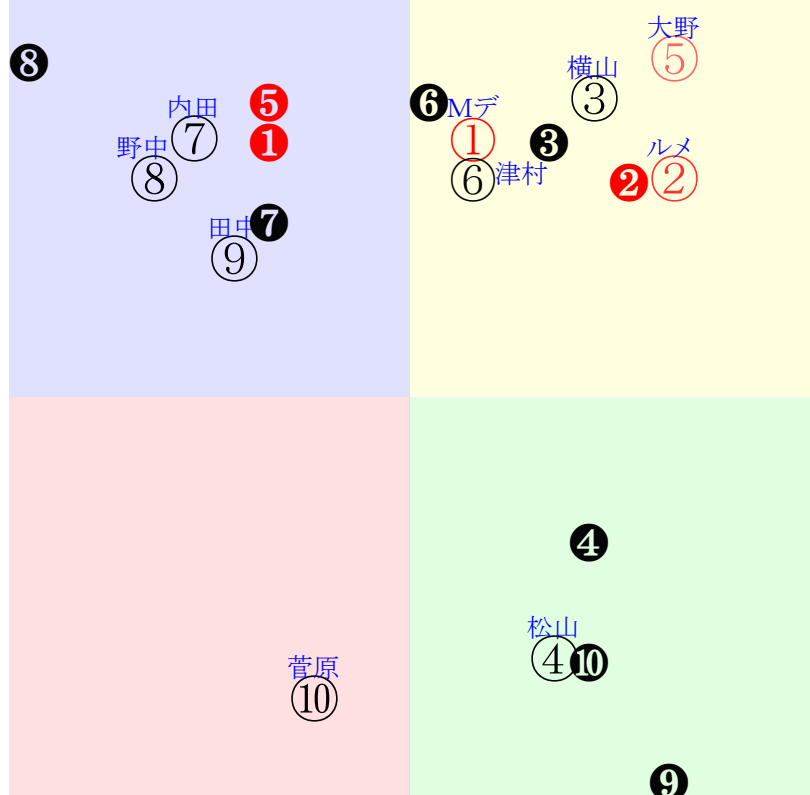 大野
⑤
❽
横山
③
内田
❺
❻
Mデ
⑦
❶
①
❸
野中
⑧
⑥
津村
❷
ルメ
②
田中
❼
⑨
❹
松山
④
❿
菅原
⑩
❾